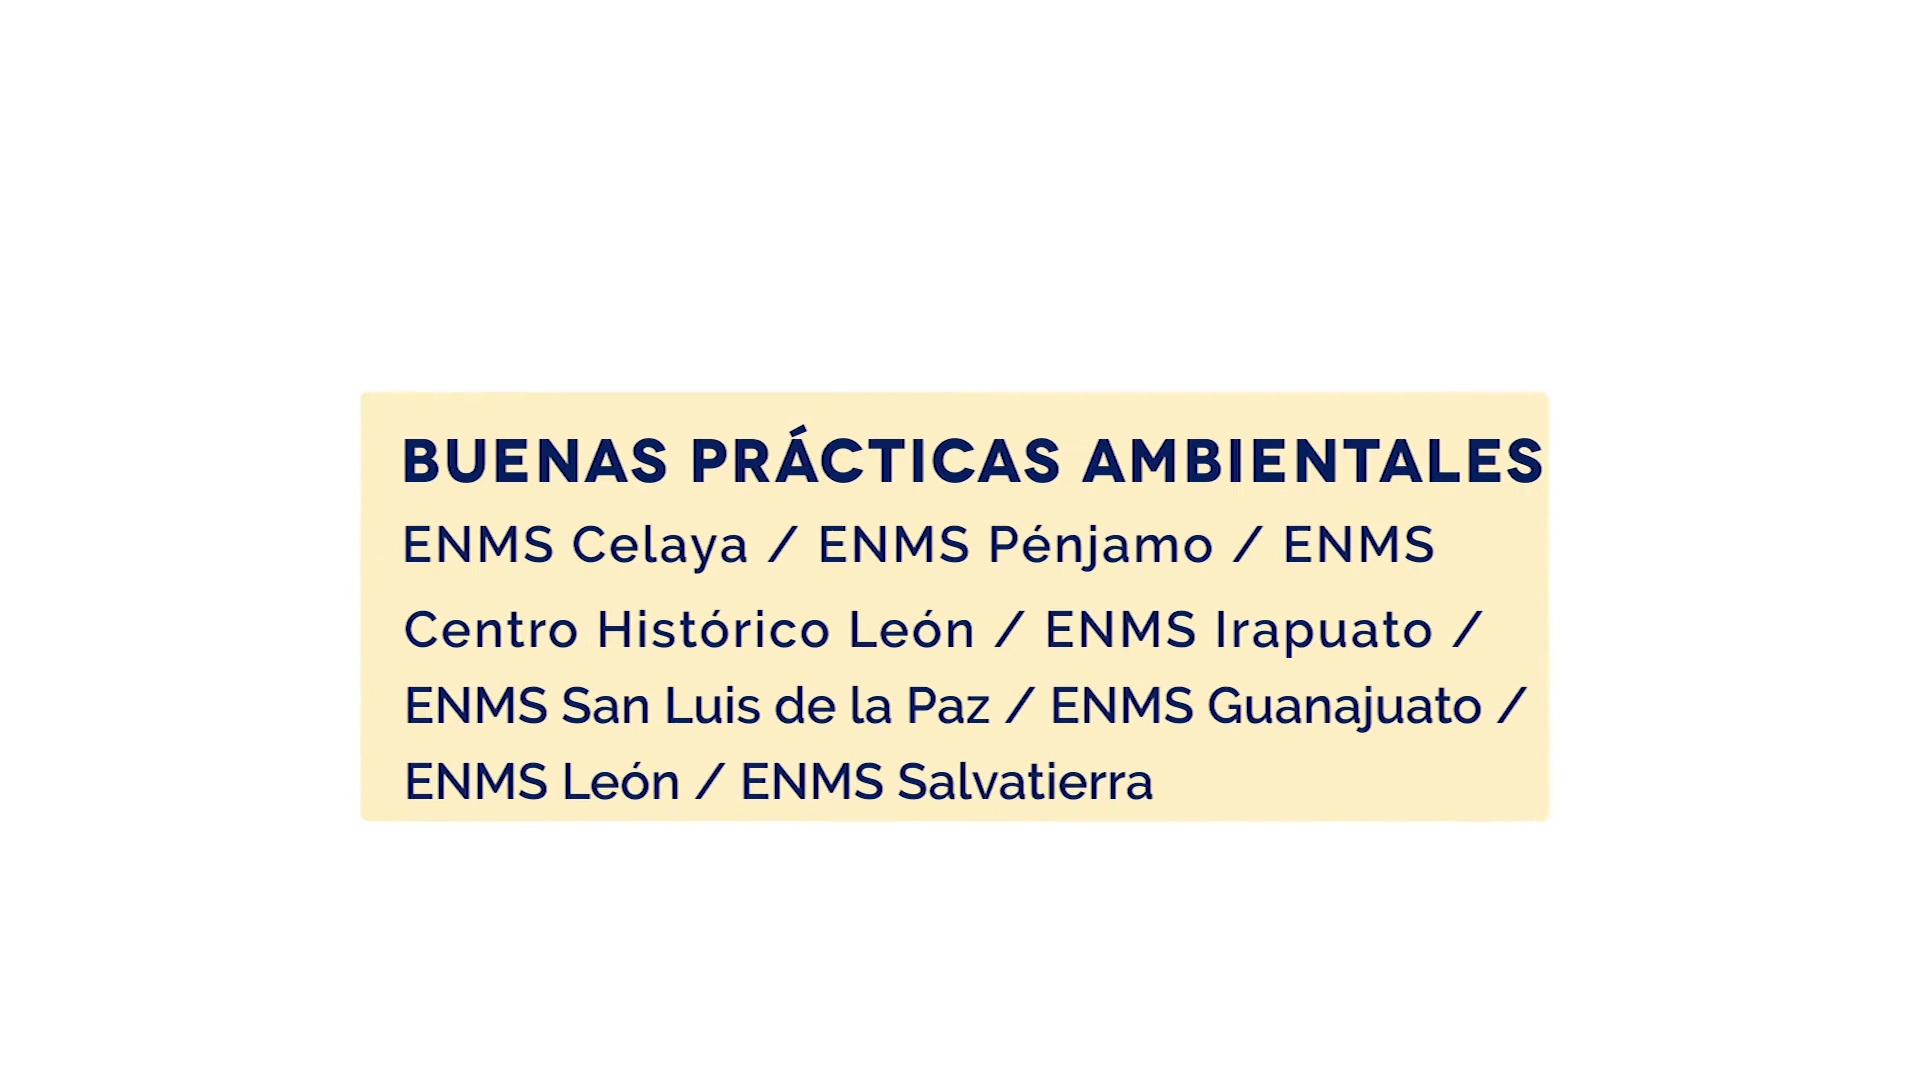 BUENAS PRÁCTICAS AMBIENTALES
ENMS Celaya / ENMS Pénjamo / ENMS
Centro Histórico León / ENMS Irapuato /
ENMS San Luis de la Paz / ENMS Guanajuato /
ENMS León / ENMS Salvatierra